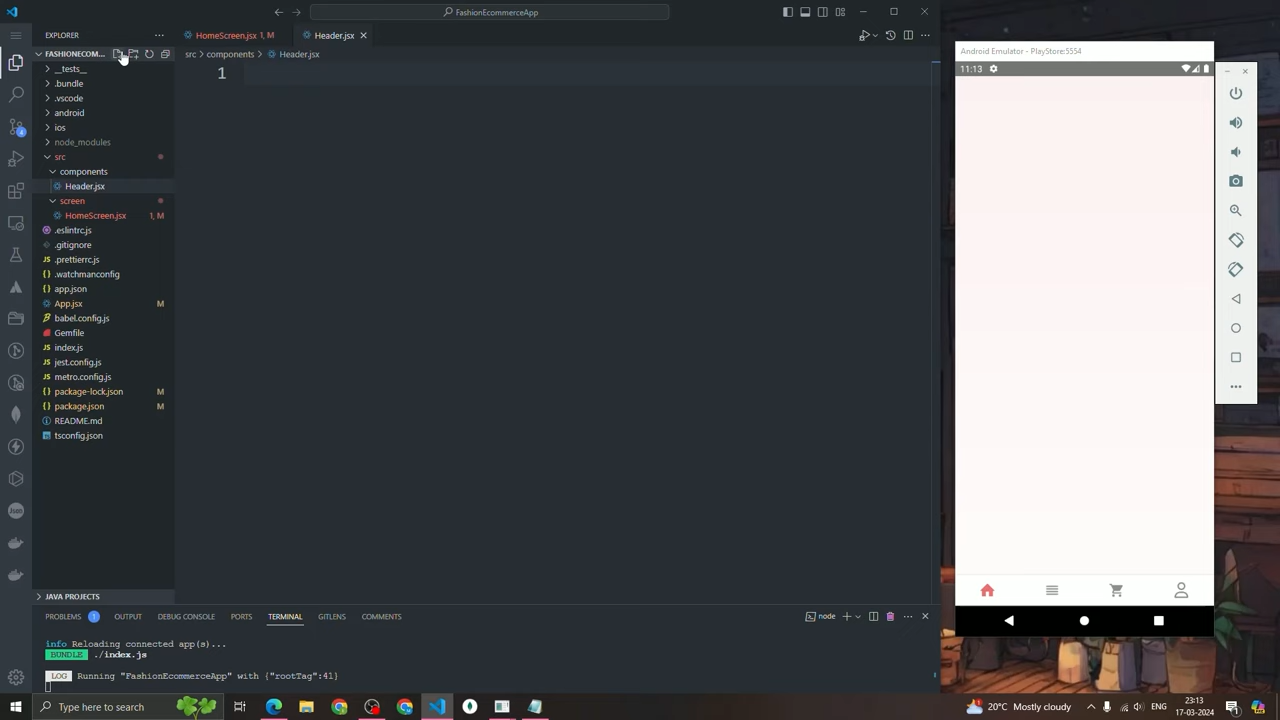 FashionEcommerceApp
EXPLORER
HomeScreen.jsx 1, M
Header.jsx
FASHIONECOM...
src > components > Header.jsx
1
__tests__
.bundle
.vscode
android
ios
node_modules
src
components
Header.jsx
screen
HomeScreen.jsx 1, M
.eslintrc.js
.gitignore
.prettierrc.js
.watchmanconfig
app.json
App.jsx M
babel.config.js
Gemfile
index.js
jest.config.js
metro.config.js
package-lock.json M
package.json M
README.md
tsconfig.json
JAVA PROJECTS
PROBLEMS 1 OUTPUT DEBUG CONSOLE PORTS TERMINAL GITLENS COMMENTS
node
info Reloading connected app(s)...
BUNDLE ./index.js
LOG Running "FashionEcommerceApp" with {"rootTag":41}
Android Emulator - PlayStore:5554
11:13
Type here to search
20°C Mostly cloudy
ENG
23:13
17-03-2024